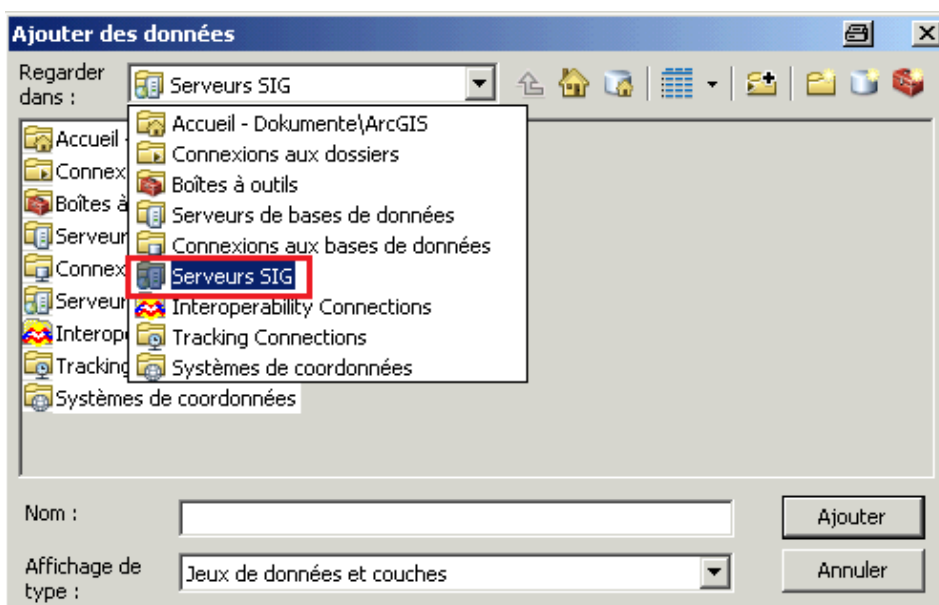 Ajouter des données
Regarder
dans :
Serveurs SIG
Accueil - Dokumente\ArcGIS
Connexions aux dossiers
Boîtes à outils
Serveurs de bases de données
Connexions aux bases de données
Serveurs SIG
Interoperability Connections
Tracking Connections
Systèmes de coordonnées
Accueil
Connex
Boîtes à
Serveur
Connex
Serveur
Interop
Tracking
Systèmes de coordonnées
Nom :
Ajouter
Affichage de
type :
Jeux de données et couches
Annuler